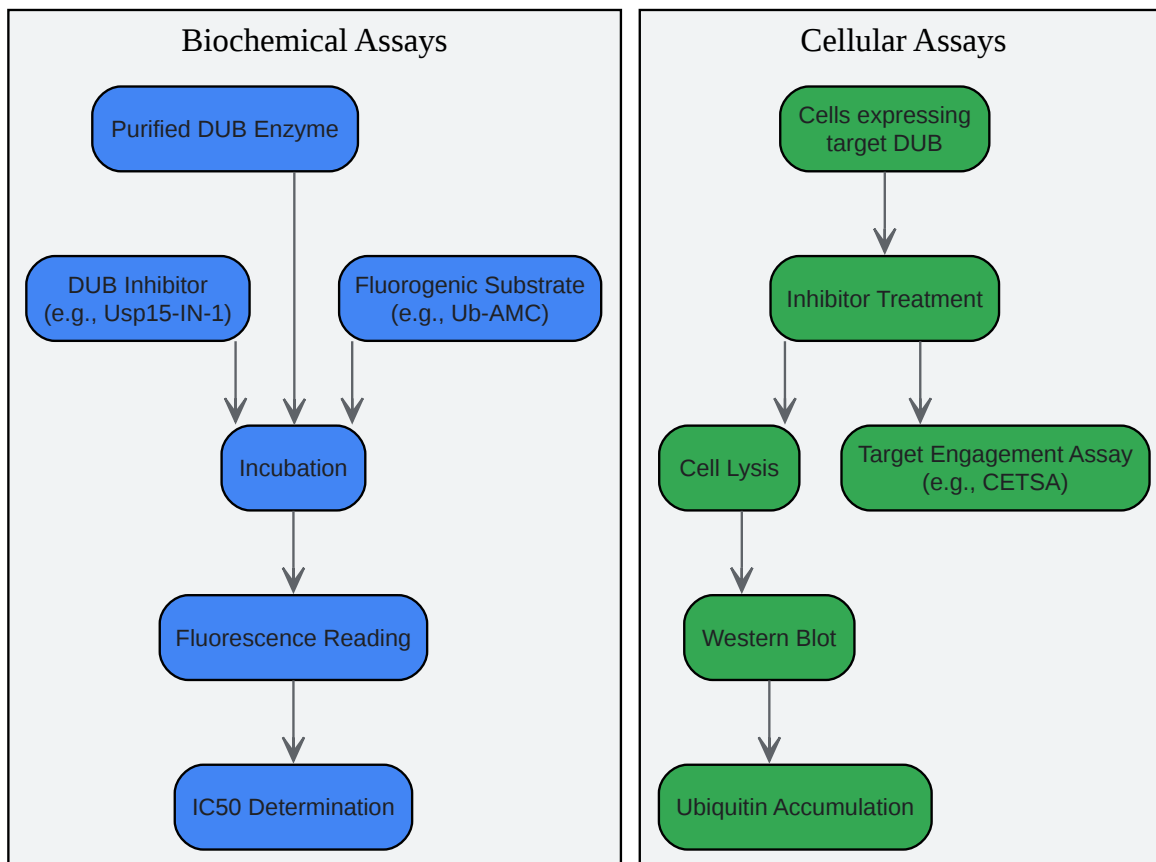 Biochemical Assays
Purified DUB Enzyme
DUB Inhibitor
(e.g., Usp15-IN-1)
Fluorogenic Substrate
(e.g., Ub-AMC)
Incubation
Fluorescence Reading
IC50 Determination
Cellular Assays
Cells expressing
target DUB
Inhibitor Treatment
Cell Lysis
Target Engagement Assay
(e.g., CETSA)
Western Blot
Ubiquitin Accumulation